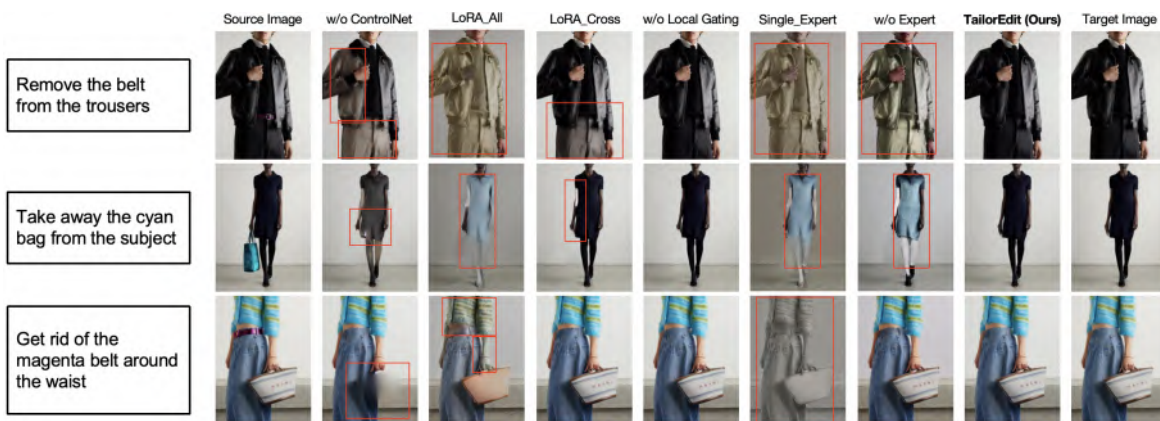 Source Image w/o ControlNet LoRA_All LoRA_Cross w/o Local Gating Single_Expert w/o Expert TailorEdit (Ours) Target Image
Remove the belt
from the trousers
Take away the cyan
bag from the subject
Get rid of the
magenta belt around
the waist